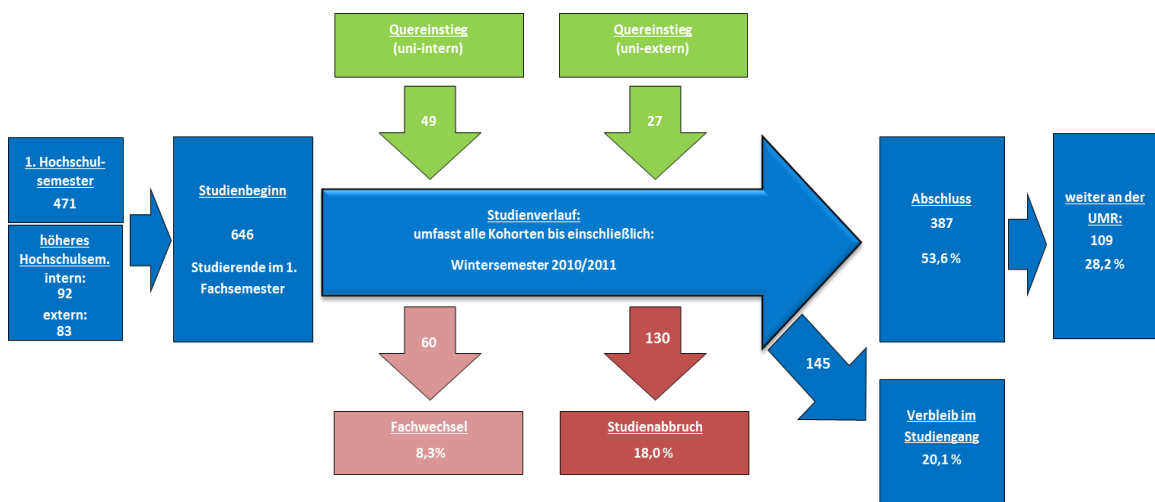 Quereinstieg
(uni-intern)
Quereinstieg
(uni-extern)
49
27
1. Hochschul-
semester
471
höheres
Hochschulsem.
intern:
92
extern:
83
Studienbeginn
646
Studierende im 1.
Fachsemester
Studienverlauf:
umfasst alle Kohorten bis einschließlich:
Wintersemester 2010/2011
Abschluss
387
53,6 %
weiter an der
UMR:
109
28,2 %
60
130
145
Fachwechsel
8,3%
Studienabbruch
18,0 %
Verbleib im
Studiengang
20,1 %